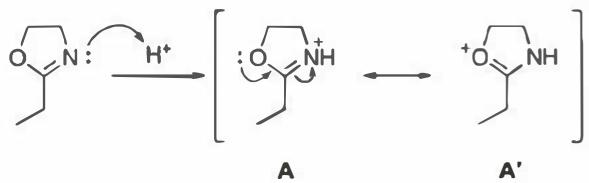 O N: H⁺ :O + NH + O NH
A A′